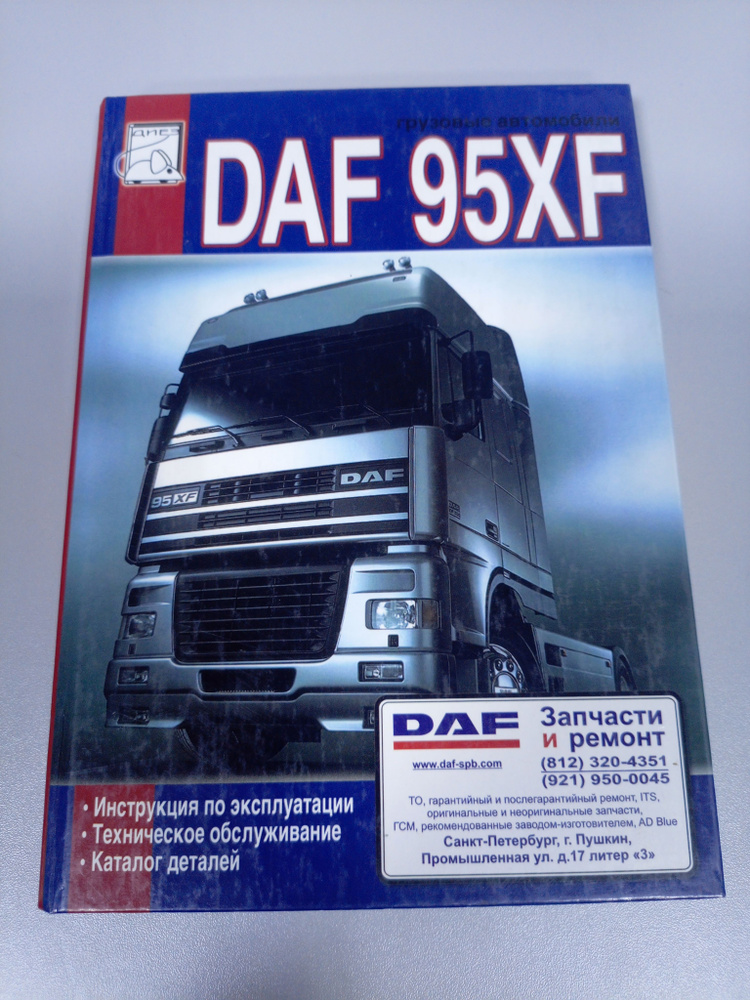 ДИЕЗ
грузовые автомобили
DAF 95XF
95XF
DAF
DAF
Запчасти
и ремонт
www.daf-spb.com
(812) 320-4351
(921) 950-0045
ТО, гарантийный и послегарантийный ремонт, ITS,
оригинальные и неоригинальные запчасти,
ГСМ, рекомендованные заводом-изготовителем, AD Blue
Санкт-Петербург, г. Пушкин,
Промышленная ул. д.17 литер «З»
• Инструкция по эксплуатации
• Техническое обслуживание
• Каталог деталей